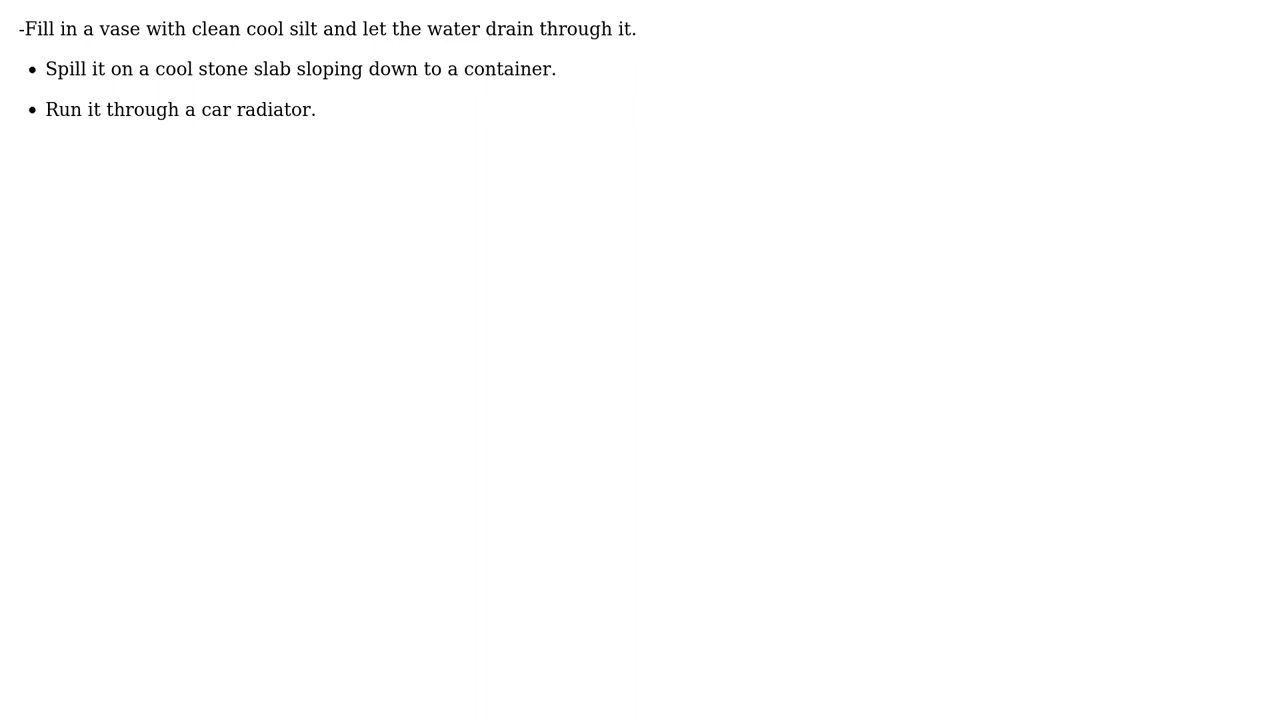 -Fill in a vase with clean cool silt and let the water drain through it.
• Spill it on a cool stone slab sloping down to a container.
• Run it through a car radiator.